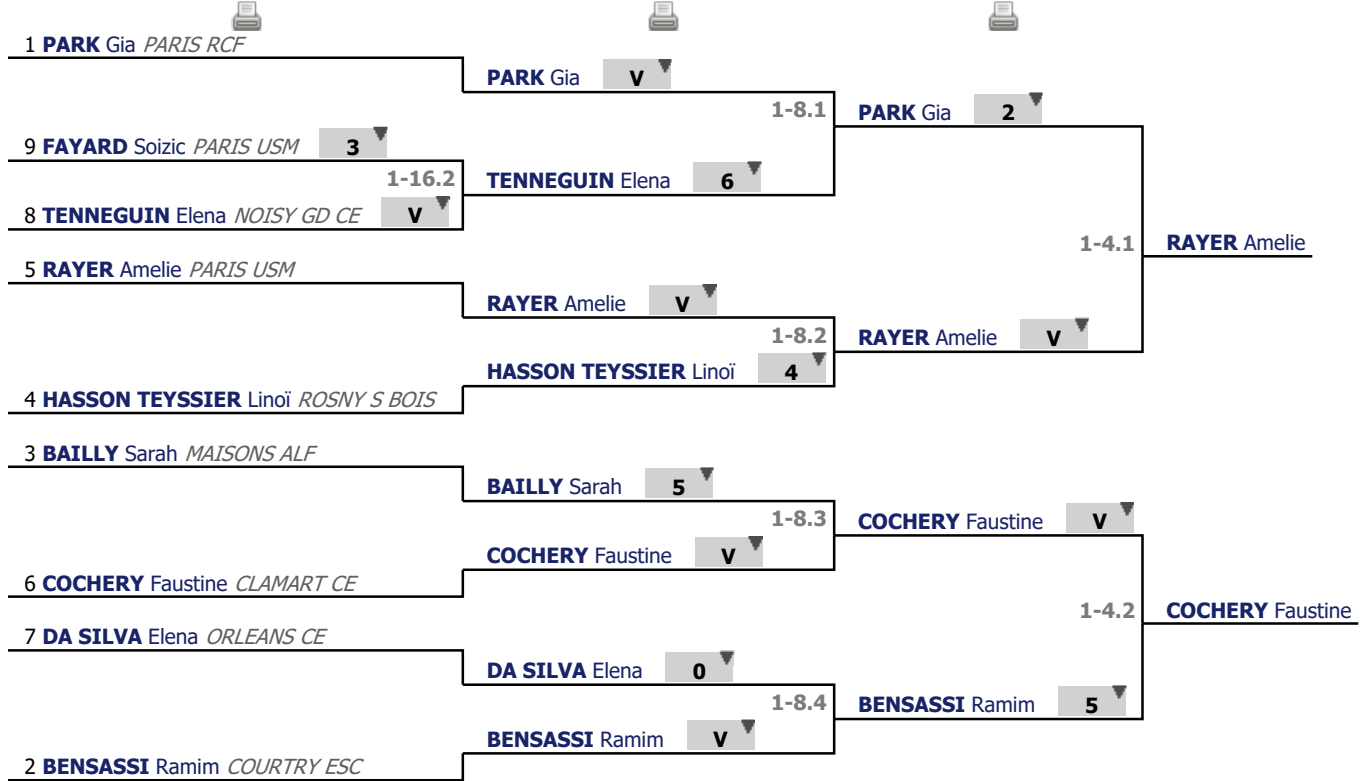 1 PARK Gia PARIS RCF
PARK Gia V
1-8.1
PARK Gia 2
9 FAYARD Soizic PARIS USM 3
1-16.2
TENNEGUIN Elena 6
8 TENNEGUIN Elena NOISY GD CE V
1-4.1
RAYER Amelie
5 RAYER Amelie PARIS USM
RAYER Amelie V
1-8.2
RAYER Amelie V
HASSON TEYSSIER Linoï 4
4 HASSON TEYSSIER Linoï ROSNY S BOIS
3 BAILLY Sarah MAISONS ALF
BAILLY Sarah 5
1-8.3
COCHERY Faustine V
COCHERY Faustine V
6 COCHERY Faustine CLAMART CE
1-4.2
COCHERY Faustine
7 DA SILVA Elena ORLEANS CE
DA SILVA Elena 0
1-8.4
BENSASSI Ramim 5
BENSASSI Ramim V
2 BENSASSI Ramim COURTRY ESC